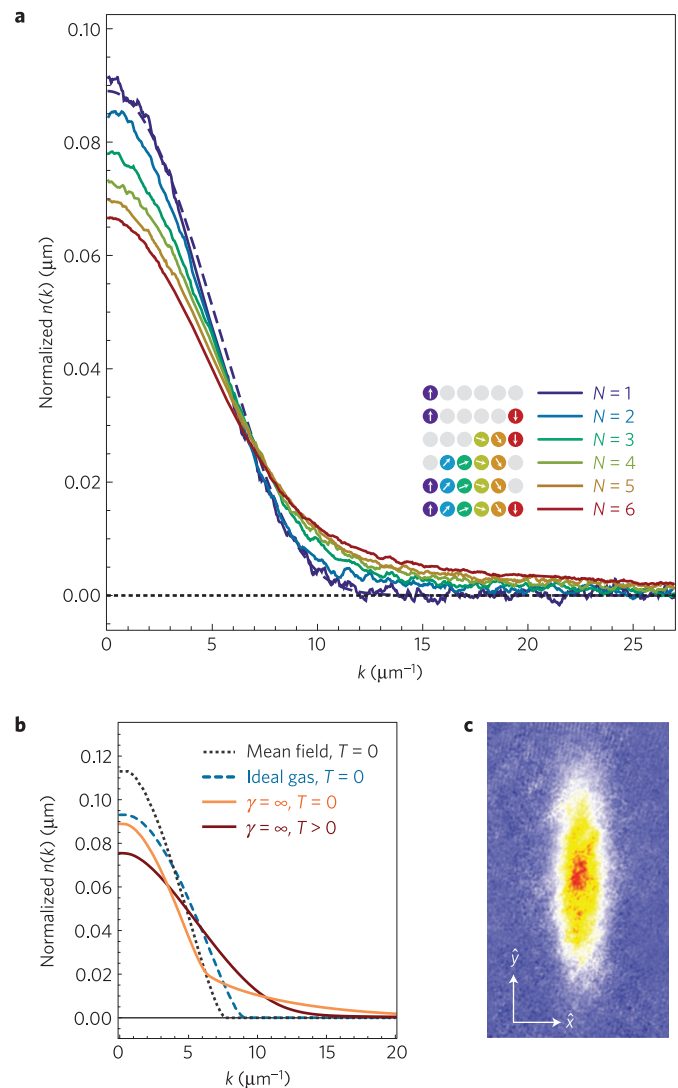 a
0.10
0.08
0.06
0.04
0.02
0.00
Normalized n(k) (μm)
N = 1
N = 2
N = 3
N = 4
N = 5
N = 6
0 5 10 15 20 25
k (μm⁻¹)
b
0.12
0.10
0.08
0.06
0.04
0.02
0.00
Normalized n(k) (μm)
Mean field, T = 0
Ideal gas, T = 0
γ = ∞, T = 0
γ = ∞, T > 0
0 5 10 15 20
k (μm⁻¹)
c
ŷ
x̂